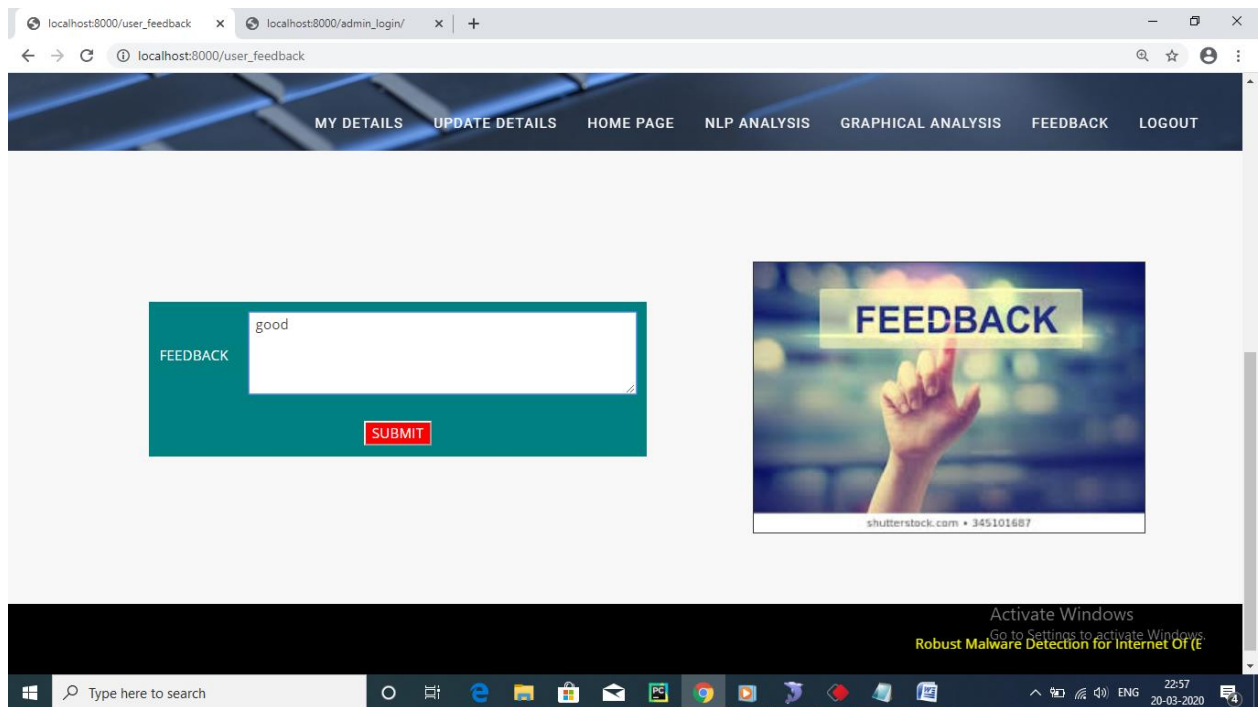 localhost:8000/user_feedback
localhost:8000/admin_login/
localhost:8000/user_feedback
MY DETAILS UPDATE DETAILS HOME PAGE NLP ANALYSIS GRAPHICAL ANALYSIS FEEDBACK LOGOUT
FEEDBACK
good
SUBMIT
FEEDBACK
shutterstock.com • 345101687
Activate Windows
Go to Settings to activate Windows.
Robust Malware Detection for Internet Of (E
Type here to search
ENG
22:57
20-03-2020
4